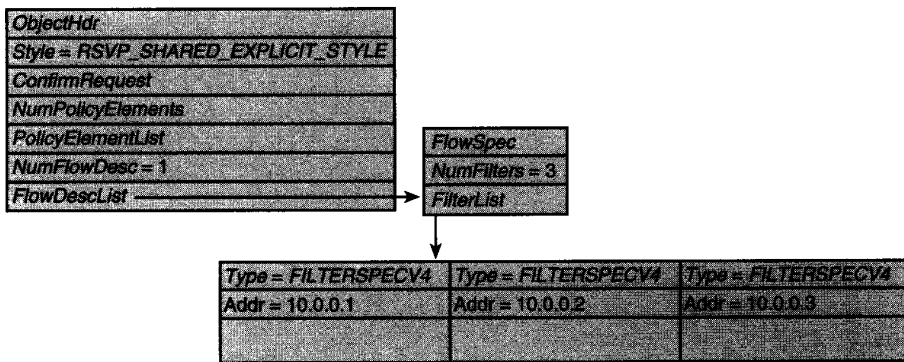 ObjectHdr
Style = RSVP_SHARED_EXPLICIT_STYLE
ConfirmRequest
NumPolicyElements
PolicyElementList
NumFlowDesc = 1
FlowDescList
FlowSpec
NumFilters = 3
FilterList
Type = FILTERSPECV4 Type = FILTERSPECV4 Type = FILTERSPECV4
Addr = 10.0.0.1 Addr = 10.0.0.2 Addr = 10.0.0.3